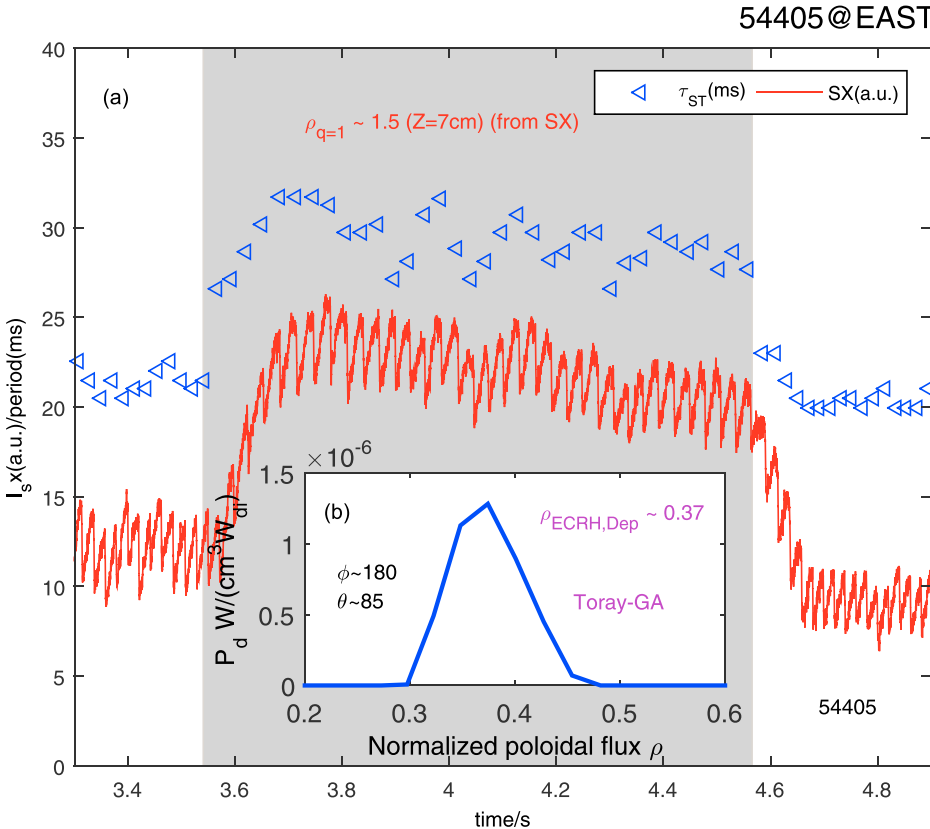 54405@EAST
40
(a)
τST(ms)
SX(a.u.)
35
ρq=1 ~ 1.5 (Z=7cm) (from SX)
30
25
20
15
10
5
0
Isx(a.u.)/period(ms)
×10-6
1.5
1
0.5
0
Pd W/(cm3Wdi)
(b)
ρECRH,Dep ~ 0.37
ϕ~180
θ~85
Toray-GA
0.2 0.3 0.4 0.5 0.6
Normalized poloidal flux ρ
54405
3.4 3.6 3.8 4 4.2 4.4 4.6 4.8
time/s